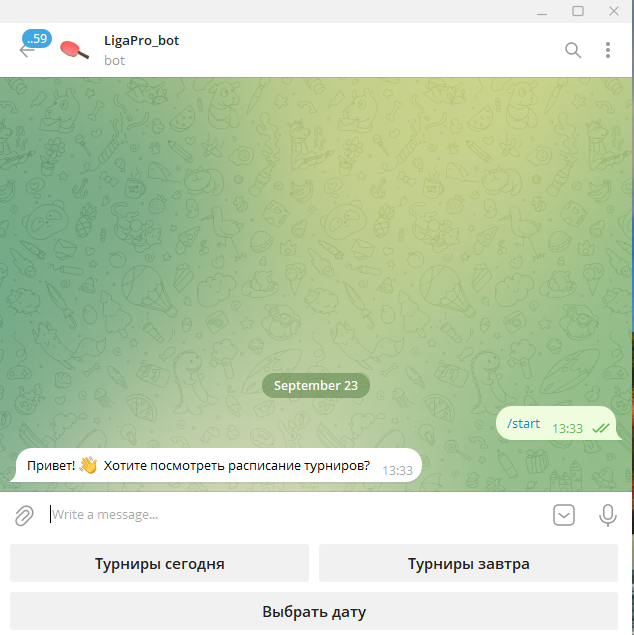 ..59
LigaPro_bot
bot
September 23
/start 13:33
Привет! 👋 Хотите посмотреть расписание турниров? 13:33
Write a message...
Турниры сегодня
Турниры завтра
Выбрать дату